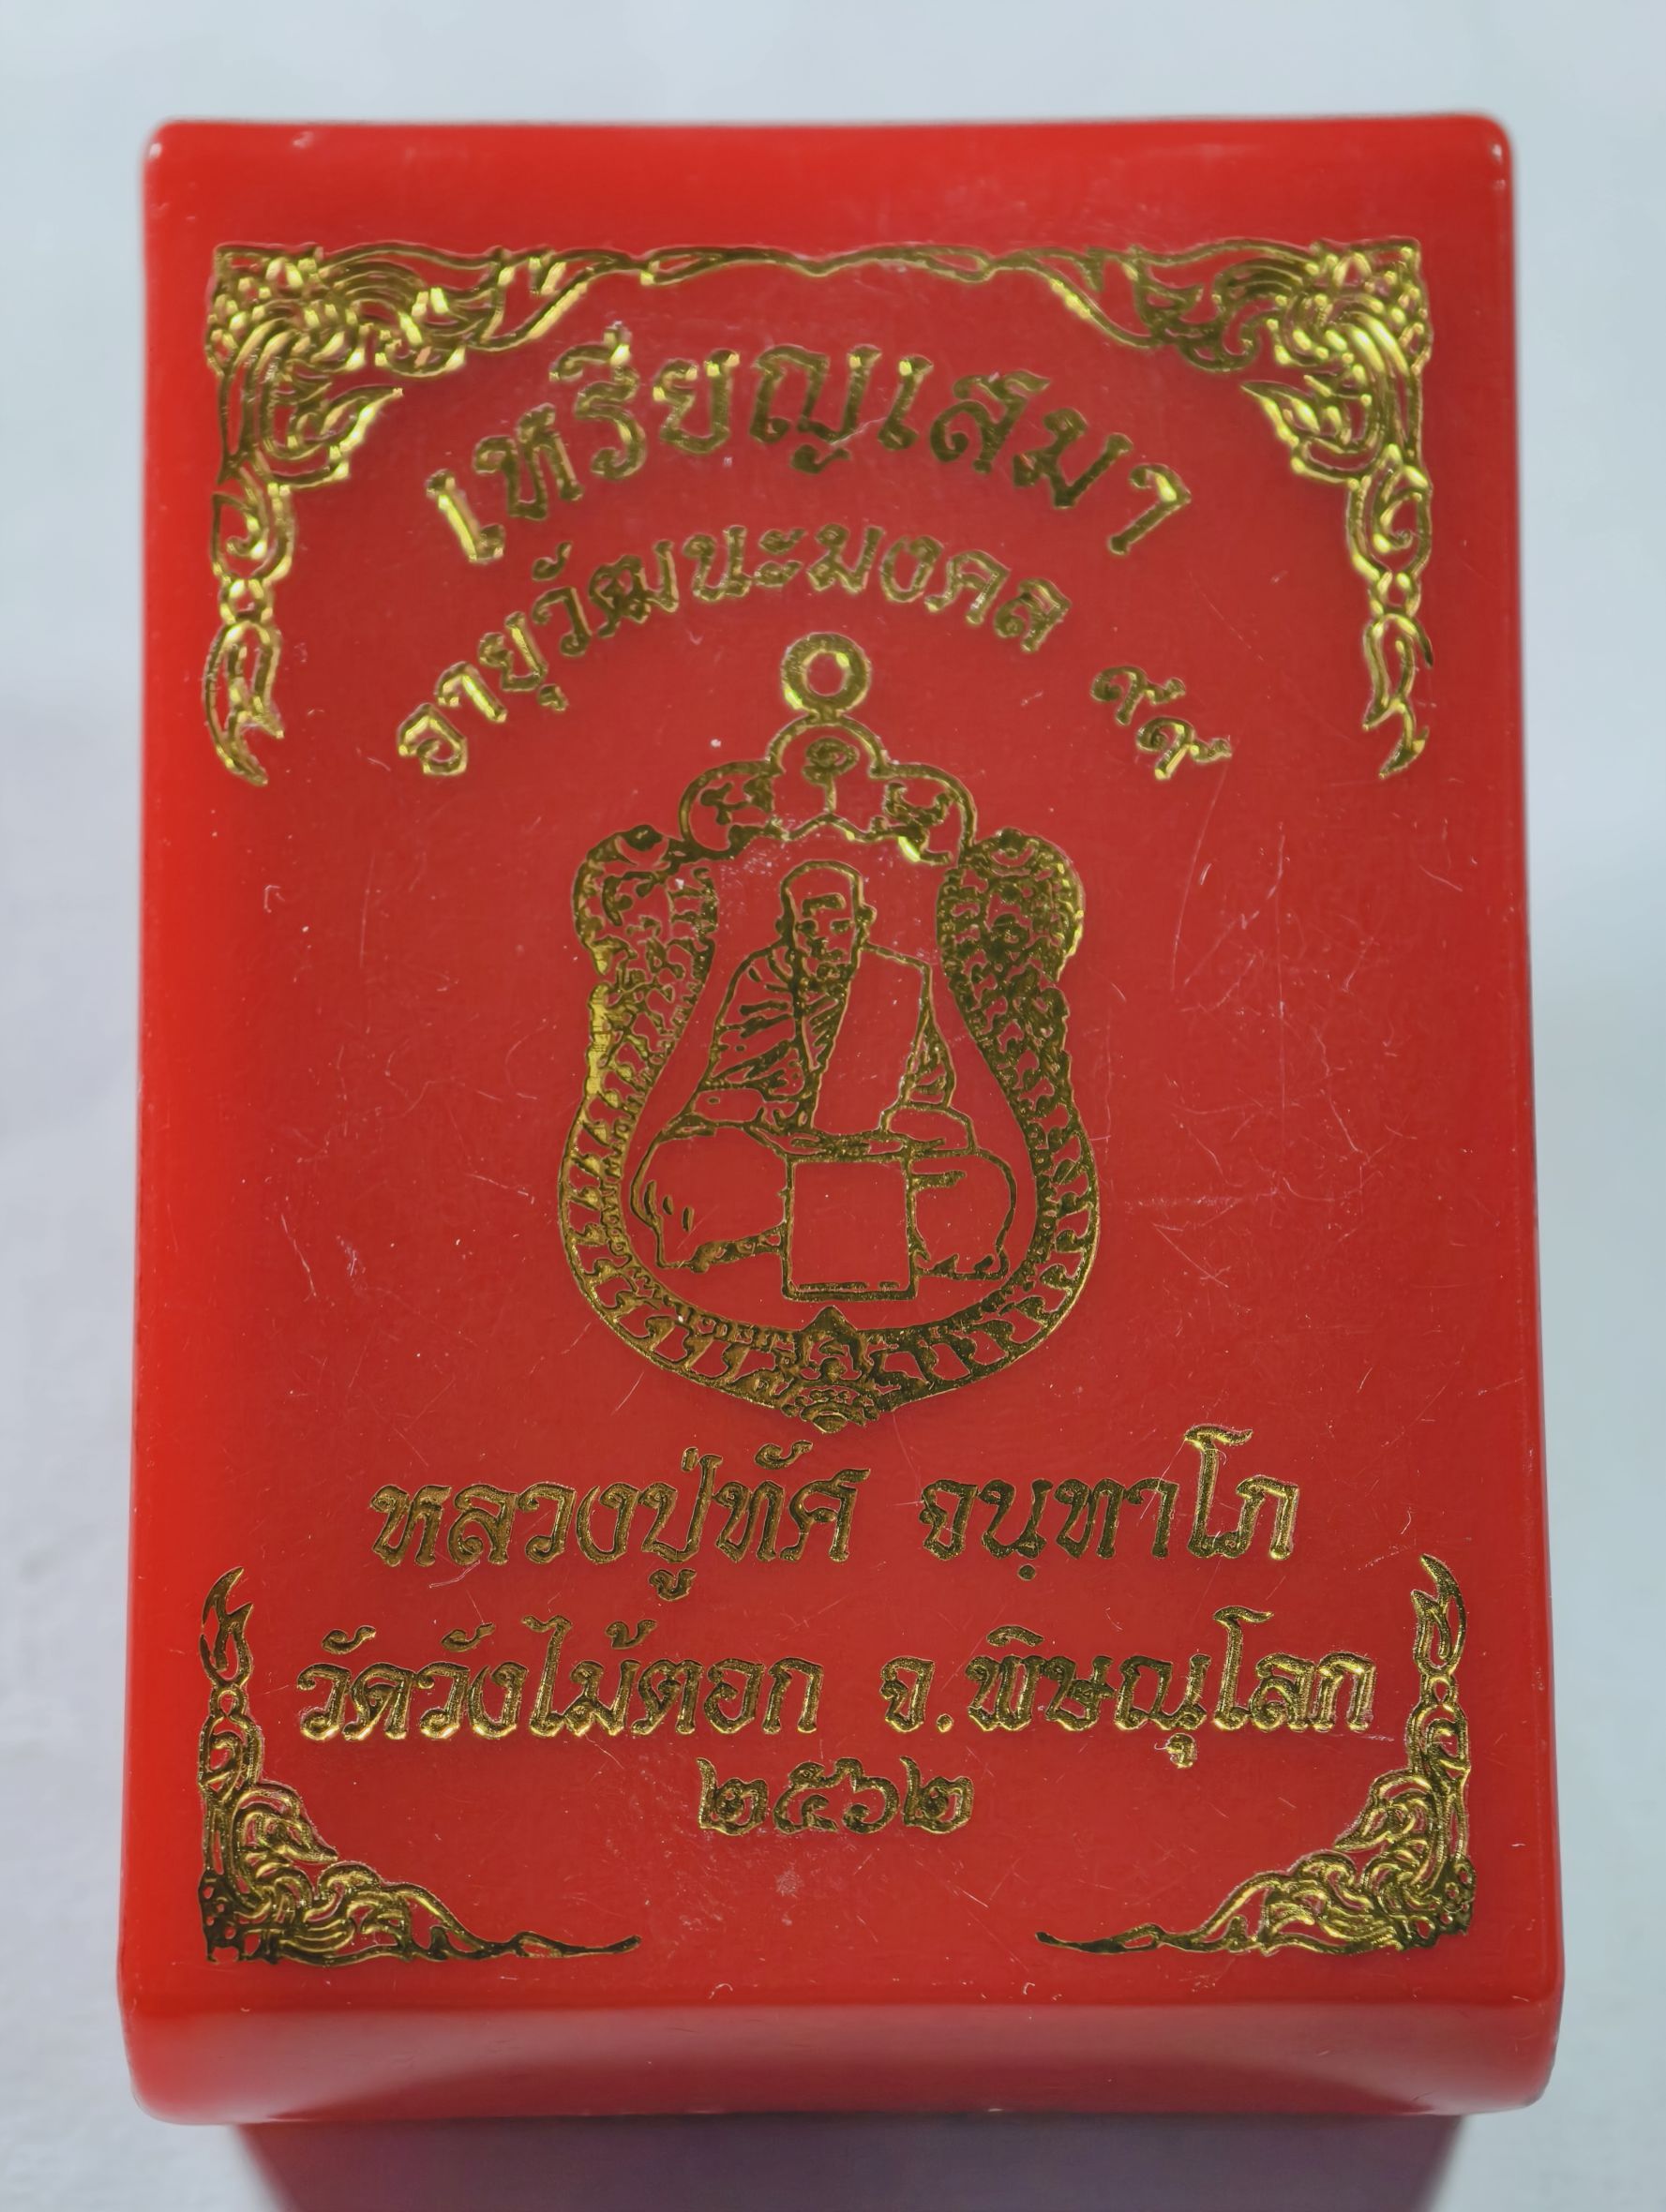 เหรียญเสมา
อายุวัฒนะมงคล ๙๙
หลวงปู่ทัศ จนฺทาโภ
วัดวังไม้ตอก จ.พิษณุโลก
๒๕๖๒